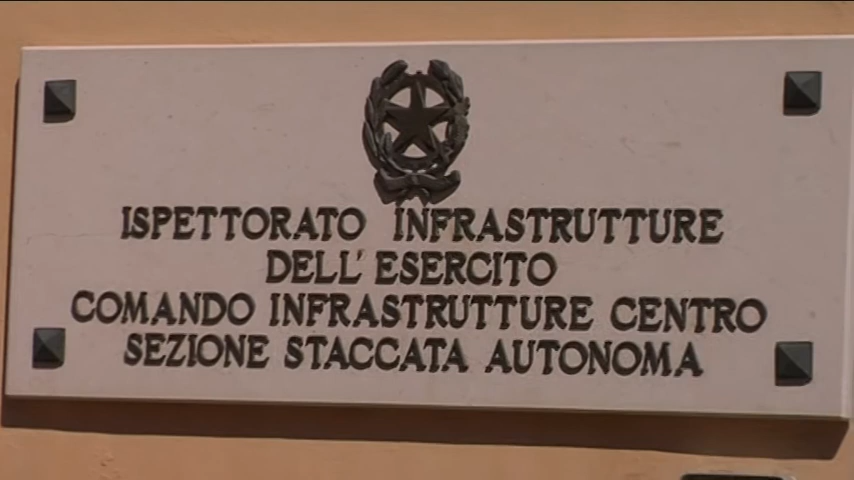 ISPETTORATO INFRASTRUTTURE
DELL'ESERCITO
COMANDO INFRASTRUTTURE CENTRO
SEZIONE STACCATA AUTONOMA